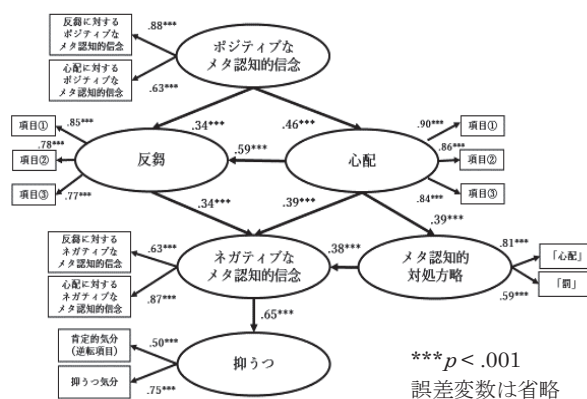 反芻に対する
ポジティブな
メタ認知的信念
.88***
ポジティブな
メタ認知的信念
心配に対する
ポジティブな
メタ認知的信念
.63***
.34***
.46***
項目①
.85***
項目②
.78***
項目③
.77***
反芻
.59***
心配
.90***
項目①
.86***
項目②
.84***
項目③
.34***
.39***
.39***
反芻に対する
ネガティブな
メタ認知的信念
.63***
ネガティブな
メタ認知的信念
心配に対する
ネガティブな
メタ認知的信念
.87***
.38***
メタ認知的
対処方略
.81***
「心配」
.59***
「罰」
.65***
肯定的気分
(逆転項目)
.50***
抑うつ気分
.75***
抑うつ
***p < .001
誤差変数は省略